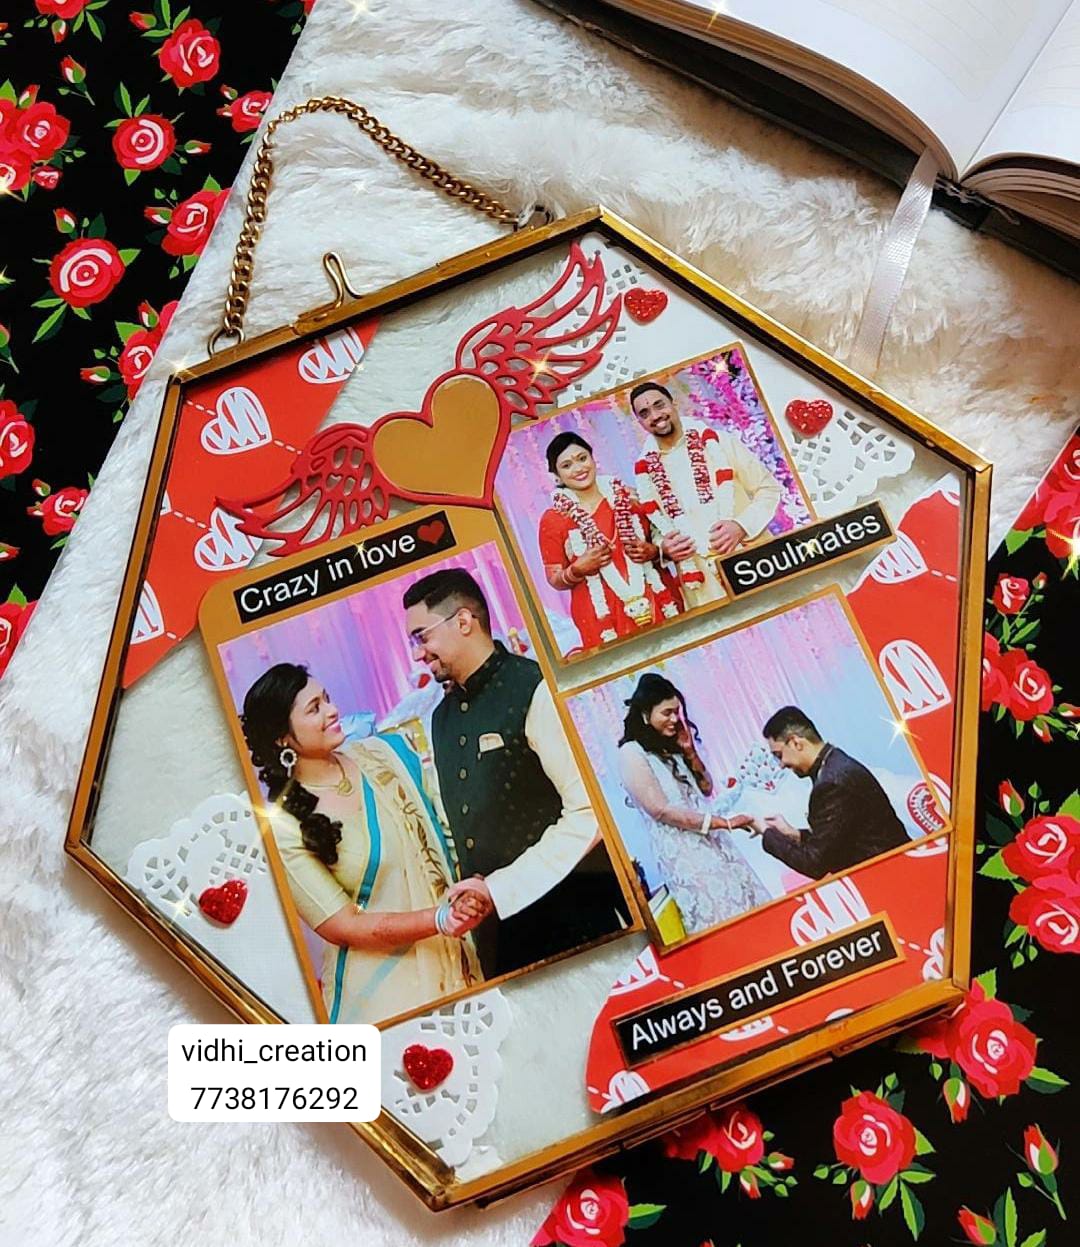 Crazy in love❤
Soulmates
Always and Forever
vidhi_creation
7738176292